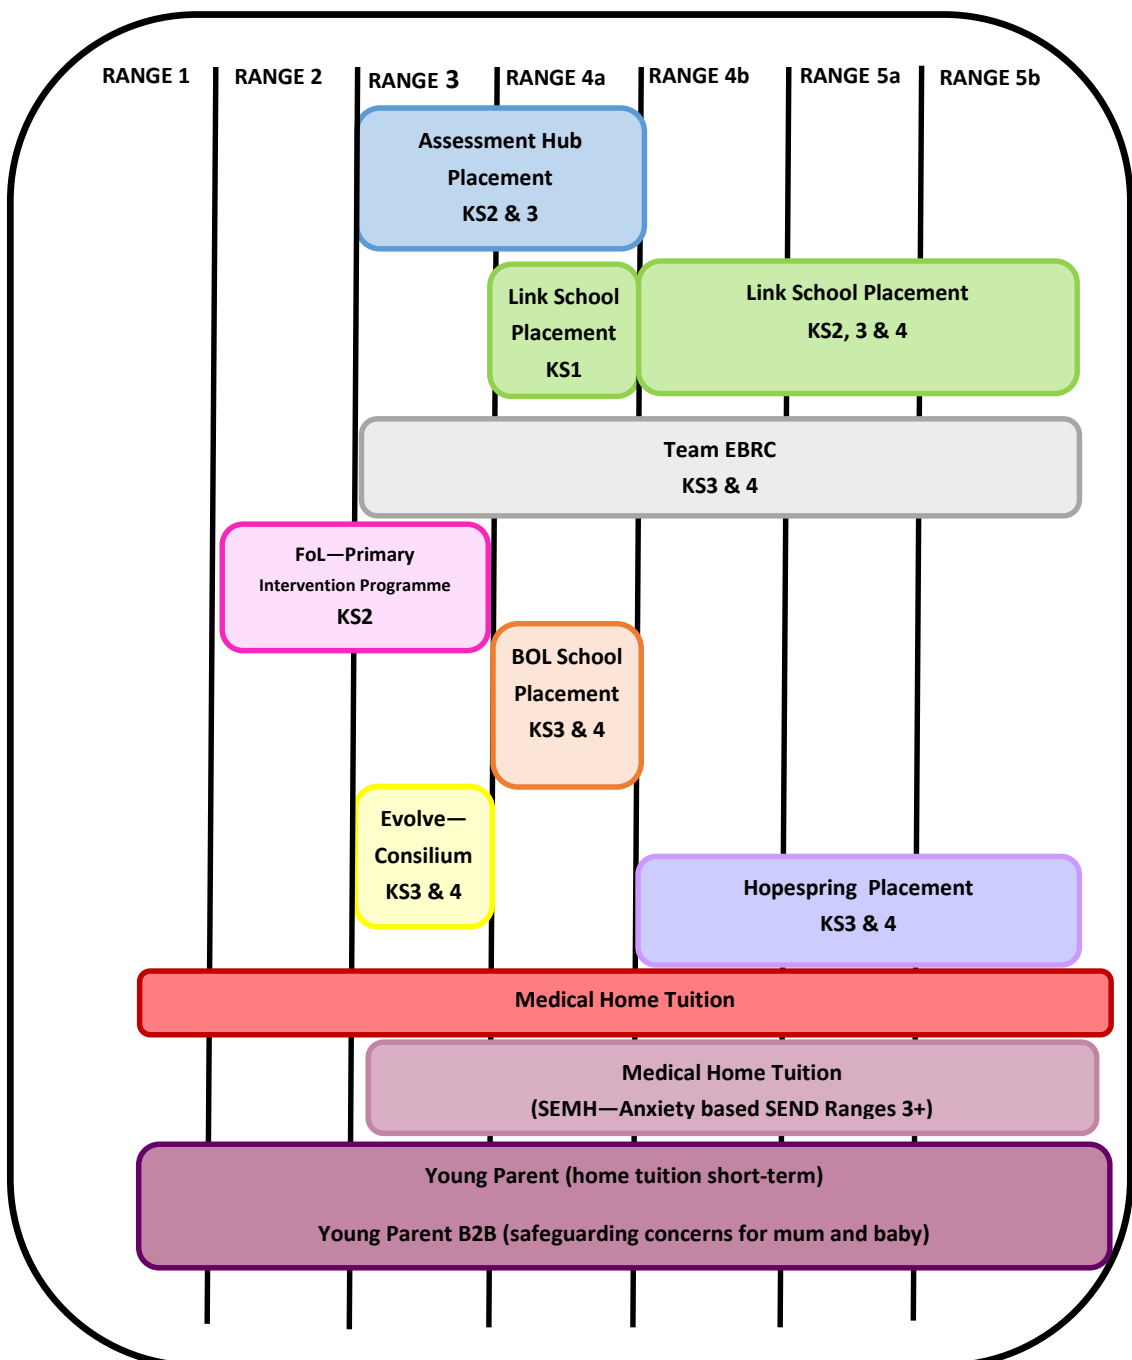 RANGE 1 RANGE 2 RANGE 3 RANGE 4a RANGE 4b RANGE 5a RANGE 5b
Assessment Hub
Placement
KS2 & 3
Link School
Placement
KS1
Link School Placement
KS2, 3 & 4
Team EBRC
KS3 & 4
FoL—Primary
Intervention Programme
KS2
BOL School
Placement
KS3 & 4
Evolve—
Consilium
KS3 & 4
Hopespring Placement
KS3 & 4
Medical Home Tuition
Medical Home Tuition
(SEMH—Anxiety based SEND Ranges 3+)
Young Parent (home tuition short-term)
Young Parent B2B (safeguarding concerns for mum and baby)